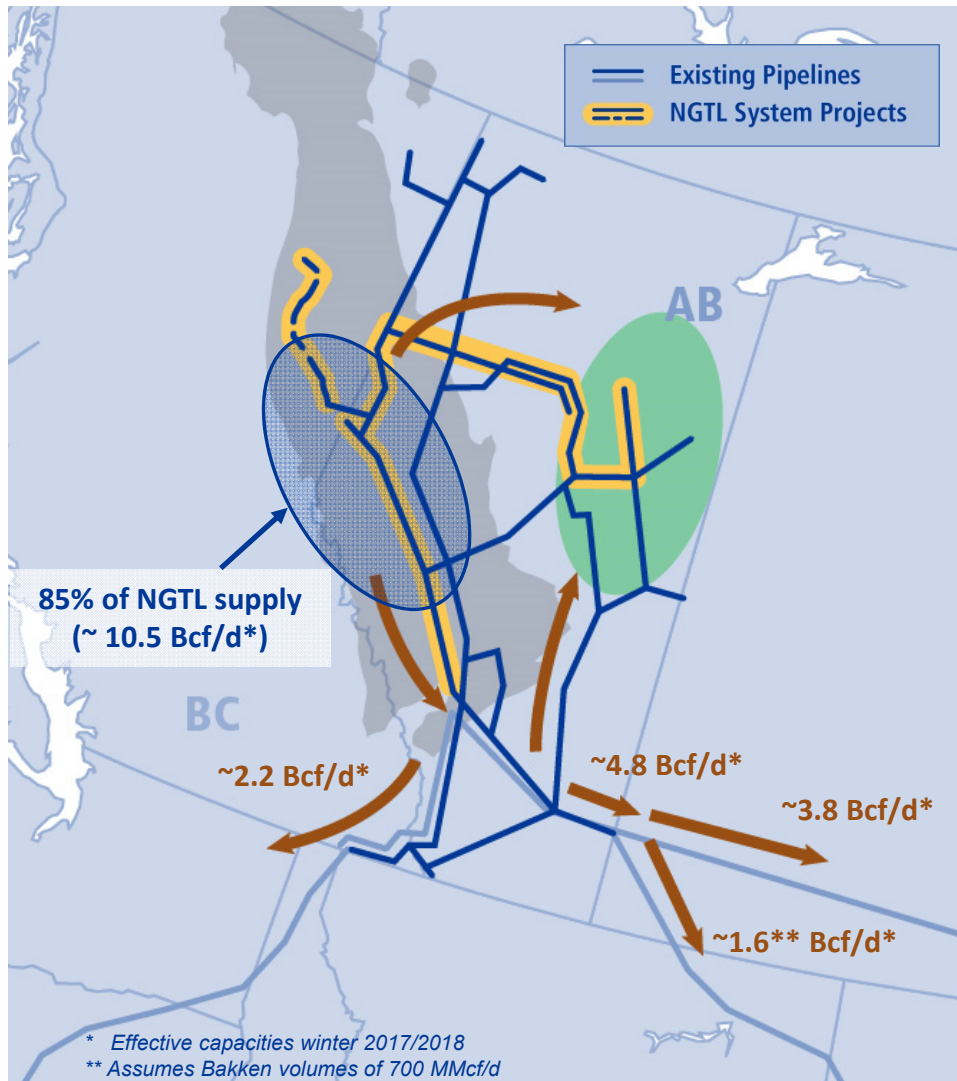 Existing Pipelines
NGTL System Projects
AB
85% of NGTL supply
(~ 10.5 Bcf/d*)
BC
~2.2 Bcf/d*
~4.8 Bcf/d*
~3.8 Bcf/d*
~1.6** Bcf/d*
* Effective capacities winter 2017/2018
** Assumes Bakken volumes of 700 MMcf/d